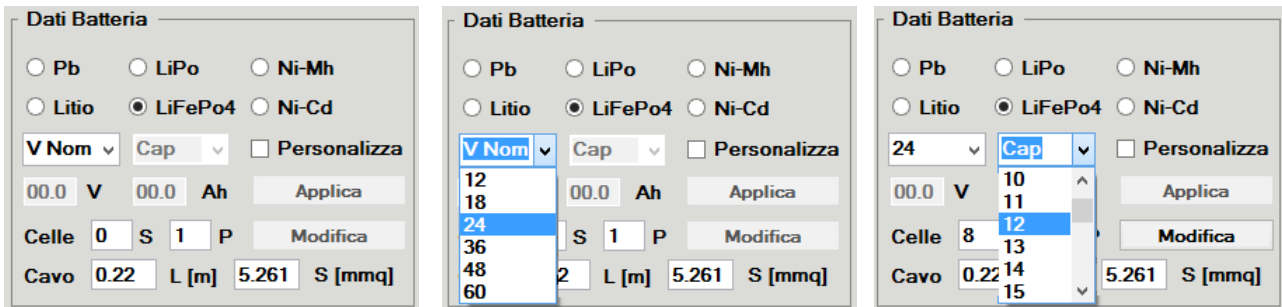 Dati Batteria
Pb LiPo Ni-Mh
Litio LiFePo4 Ni-Cd
V Nom Cap Personalizza
00.0 V 00.0 Ah Applica
Celle 0 S 1 P Modifica
Cavo 0.22 L [m] 5.261 S [mmq]
Dati Batteria
Pb LiPo Ni-Mh
Litio LiFePo4 Ni-Cd
V Nom Cap Personalizza
12
18
24
36
48
60
00.0 Ah Applica
S 1 P Modifica
2 L [m] 5.261 S [mmq]
Dati Batteria
Pb LiPo Ni-Mh
Litio LiFePo4 Ni-Cd
24 Cap Personalizza
10
11
12
13
14
15
00.0 V Applica
Celle 8 Modifica
Cavo 0.22 5.261 S [mmq]